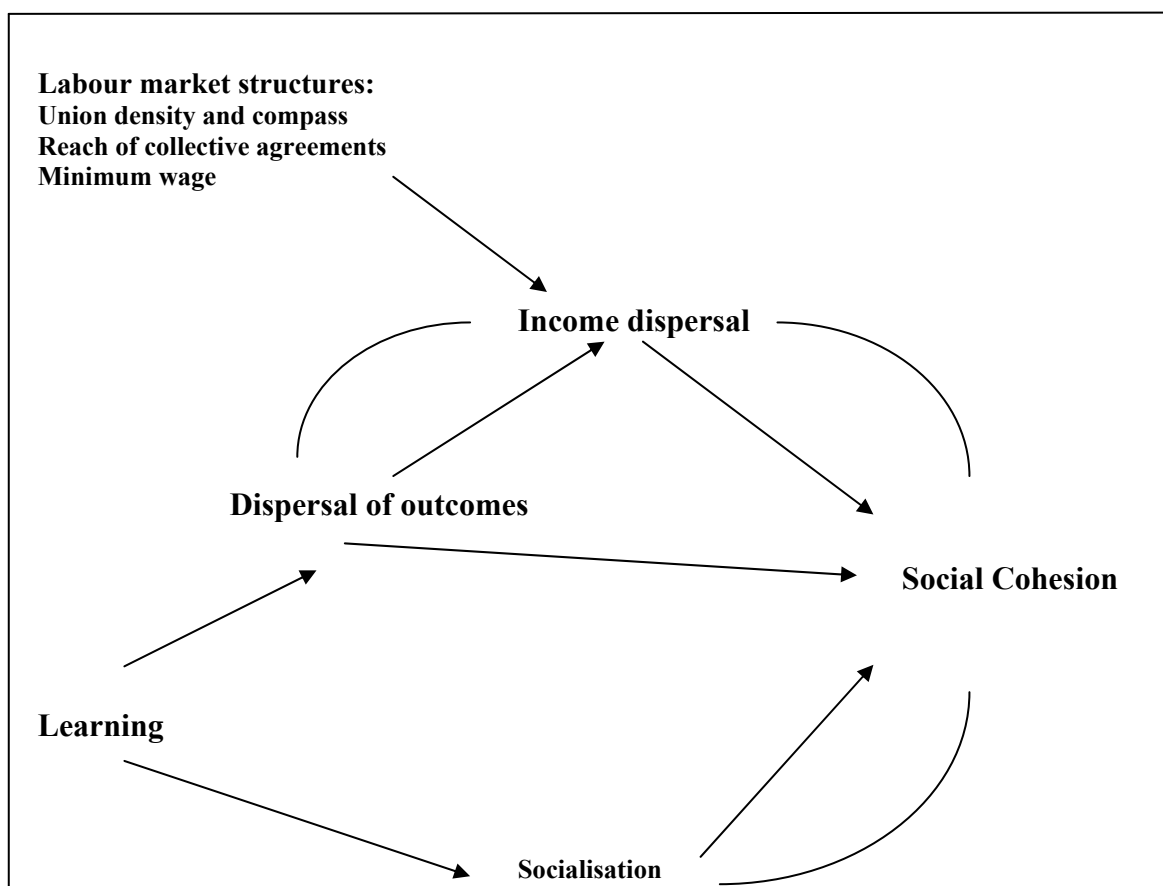 Labour market structures:
Union density and compass
Reach of collective agreements
Minimum wage
Income dispersal
Dispersal of outcomes
Social Cohesion
Learning
Socialisation